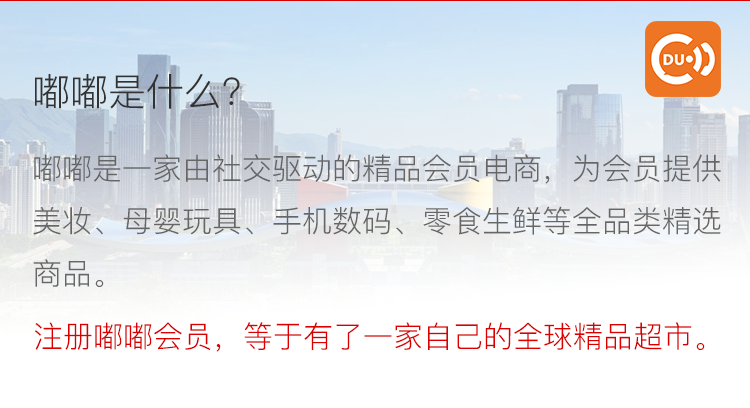 DU
嘟嘟是什么？
嘟嘟是一家由社交驱动的精品会员电商，为会员提供
美妆、母婴玩具、手机数码、零食生鲜等全品类精选
商品。
注册嘟嘟会员，等于有了一家自己的全球精品超市。